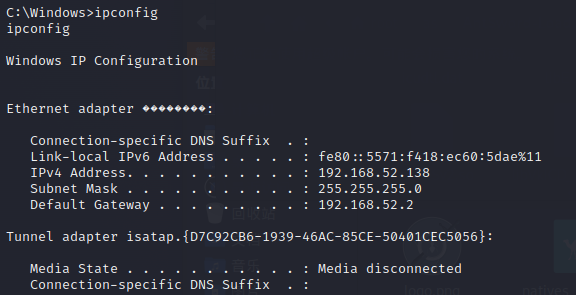 C:\Windows>ipconfig
ipconfig
Windows IP Configuration
Ethernet adapter ���������:
Connection-specific DNS Suffix  . :
Link-local IPv6 Address . . . . . : fe80::5571:f418:ec60:5dae%11
IPv4 Address. . . . . . . . . . . : 192.168.52.138
Subnet Mask . . . . . . . . . . . : 255.255.255.0
Default Gateway . . . . . . . . . : 192.168.52.2
Tunnel adapter isatap.{D7C92CB6-1939-46AC-85CE-50401CEC5056}:
Media State . . . . . . . . . . . : Media disconnected
Connection-specific DNS Suffix  . :